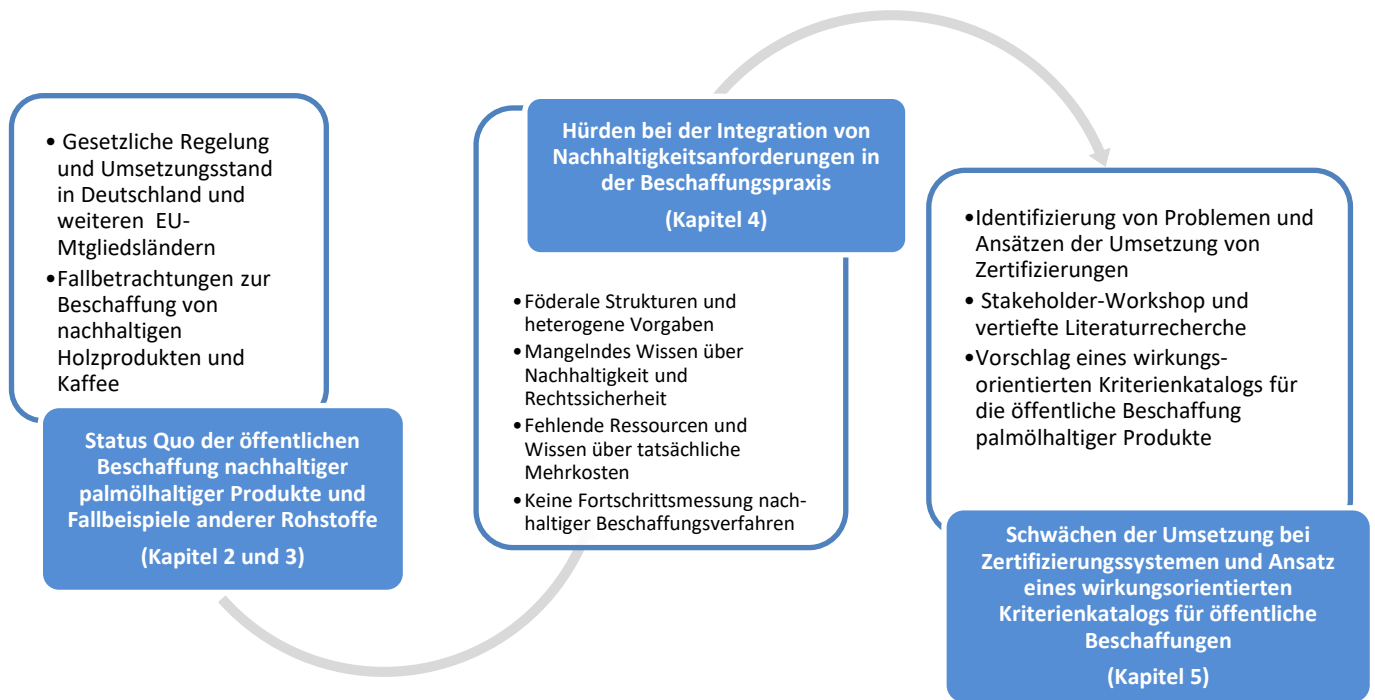 • Gesetzliche Regelung
und Umsetzungsstand
in Deutschland und
weiteren EU-
Mtgliedsländern
•Fallbetrachtungen zur
Beschaffung von
nachhaltigen
Holzprodukten und
Kaffee
Status Quo der öffentlichen
Beschaffung nachhaltiger
palmölhaltiger Produkte und
Fallbeispiele anderer Rohstoffe
(Kapitel 2 und 3)
Hürden bei der Integration von
Nachhaltigkeitsanforderungen in
der Beschaffungspraxis
(Kapitel 4)
•Föderale Strukturen und
heterogene Vorgaben
•Mangelndes Wissen über
Nachhaltigkeit und
Rechtssicherheit
•Fehlende Ressourcen und
Wissen über tatsächliche
Mehrkosten
•Keine Fortschrittsmessung nach-
haltiger Beschaffungsverfahren
•Identifizierung von Problemen und
Ansätzen der Umsetzung von
Zertifizierungen
• Stakeholder-Workshop und
vertiefte Literaturrecherche
•Vorschlag eines wirkungs-
orientierten Kriterienkatalogs für
die öffentliche Beschaffung
palmölhaltiger Produkte
Schwächen der Umsetzung bei
Zertifizierungssystemen und Ansatz
eines wirkungsorientierten
Kriterienkatalogs für öffentliche
Beschaffungen
(Kapitel 5)